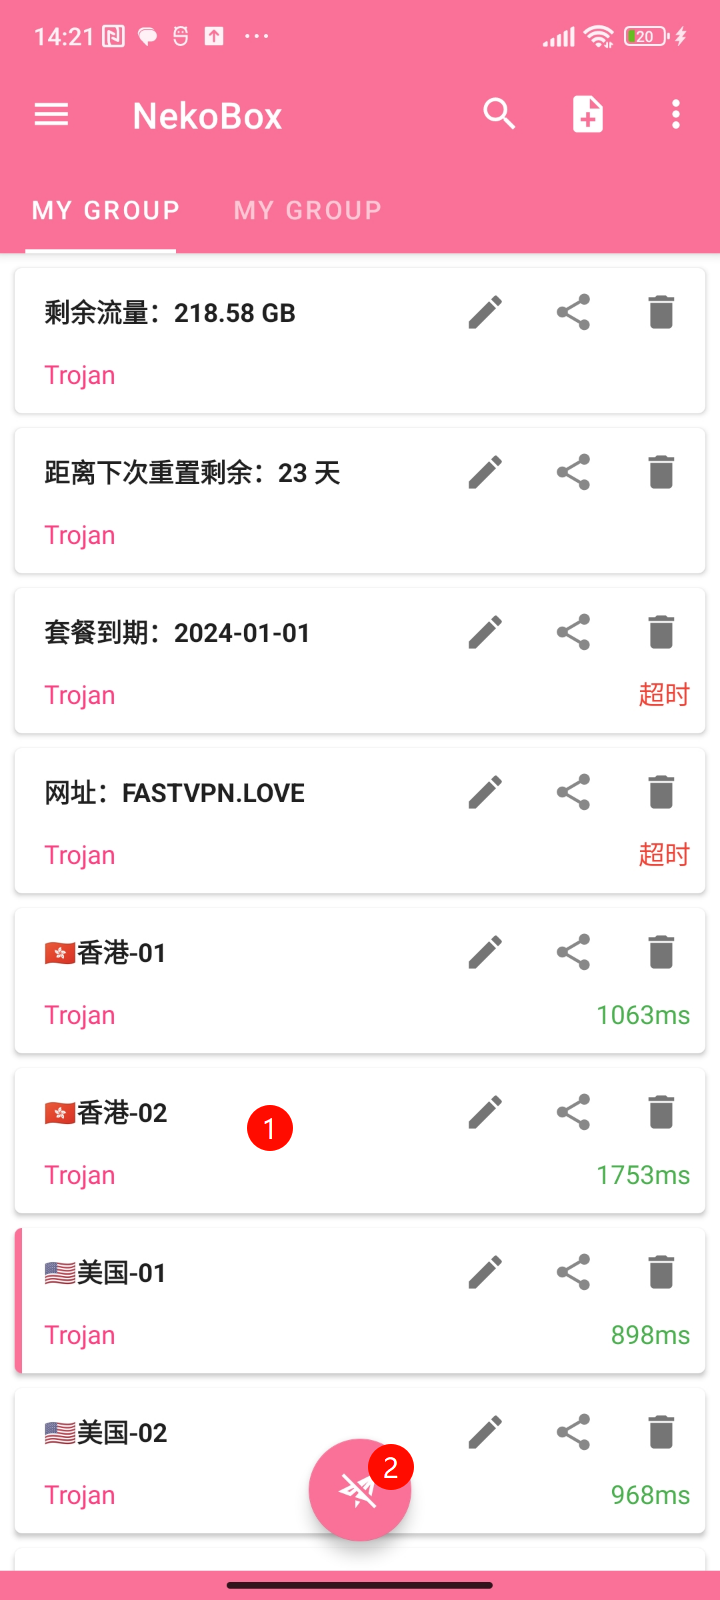 14:21
20
NekoBox
MY GROUP
MY GROUP
剩余流量：218.58 GB
Trojan
距离下次重置剩余：23 天
Trojan
套餐到期：2024-01-01
Trojan
超时
网址：FASTVPN.LOVE
Trojan
超时
香港-01
Trojan
1063ms
香港-02
1
Trojan
1753ms
美国-01
Trojan
898ms
美国-02
2
Trojan
968ms